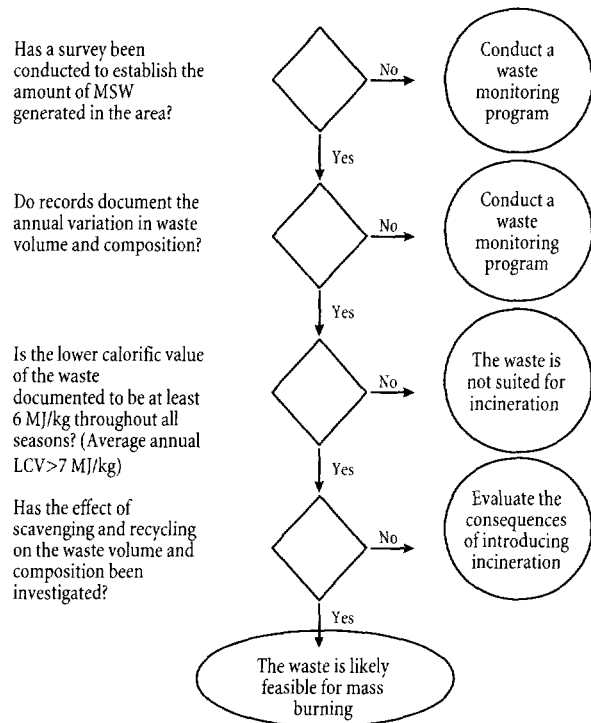 Has a survey been
conducted to establish the
amount of MSW
generated in the area?
No
Conduct a
waste
monitoring
program
Yes
Do records document the
annual variation in waste
volume and composition?
No
Conduct a
waste
monitoring
program
Yes
Is the lower calorific value
of the waste
documented to be at least
6 MJ/kg throughout all
seasons? (Average annual
LCV>7 MJ/kg)
No
The waste is
not suited for
incineration
Yes
Has the effect of
scavenging and recycling
on the waste volume and
composition been
investigated?
No
Evaluate the
consequences
of introducing
incineration
Yes
The waste is likely
feasible for mass
burning